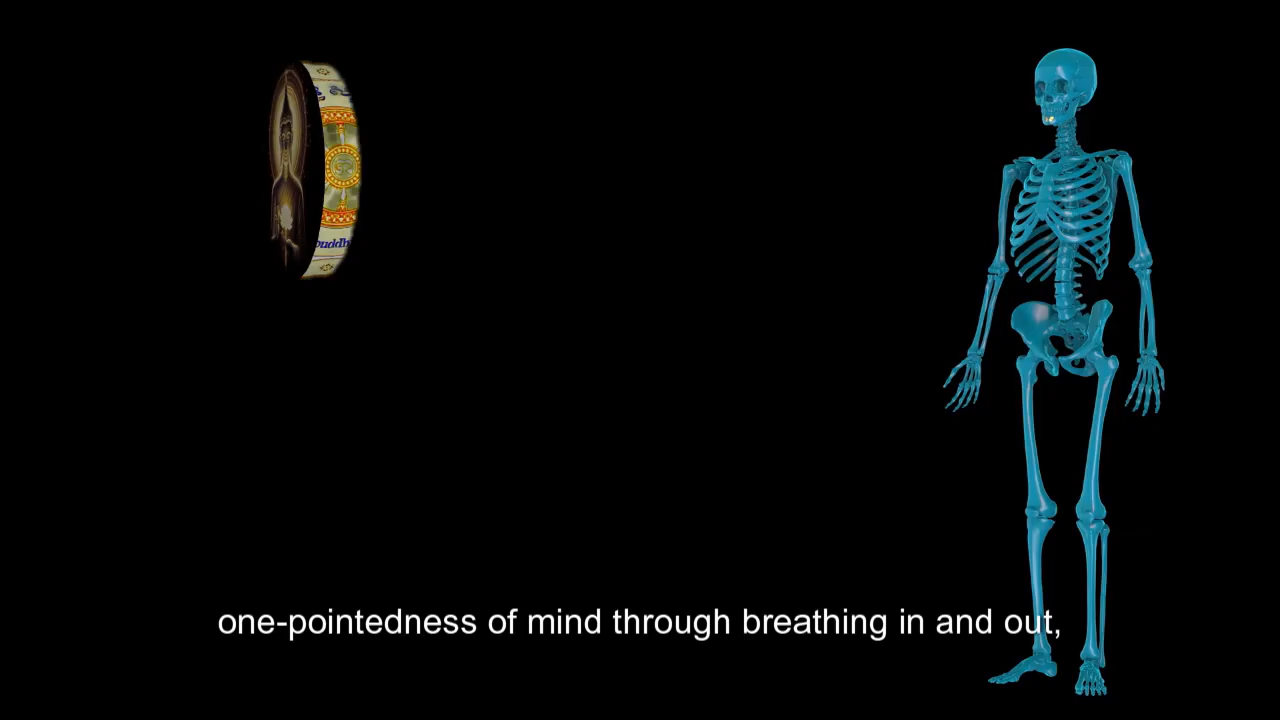 one-pointedness of mind through breathing in and out,